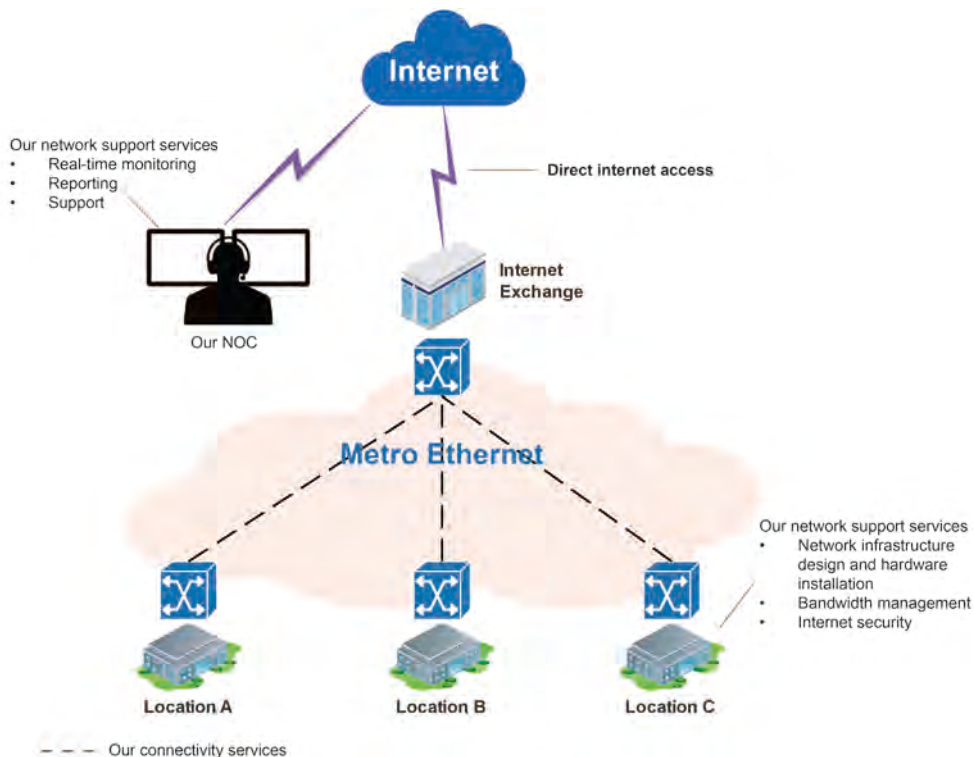 Internet
Our network support services
• Real-time monitoring
• Reporting
• Support
Direct internet access
Internet
Exchange
Our NOC
Metro Ethernet
Our network support services
• Network infrastructure
design and hardware
installation
• Bandwidth management
• Internet security
Location A
Location B
Location C
Our connectivity services